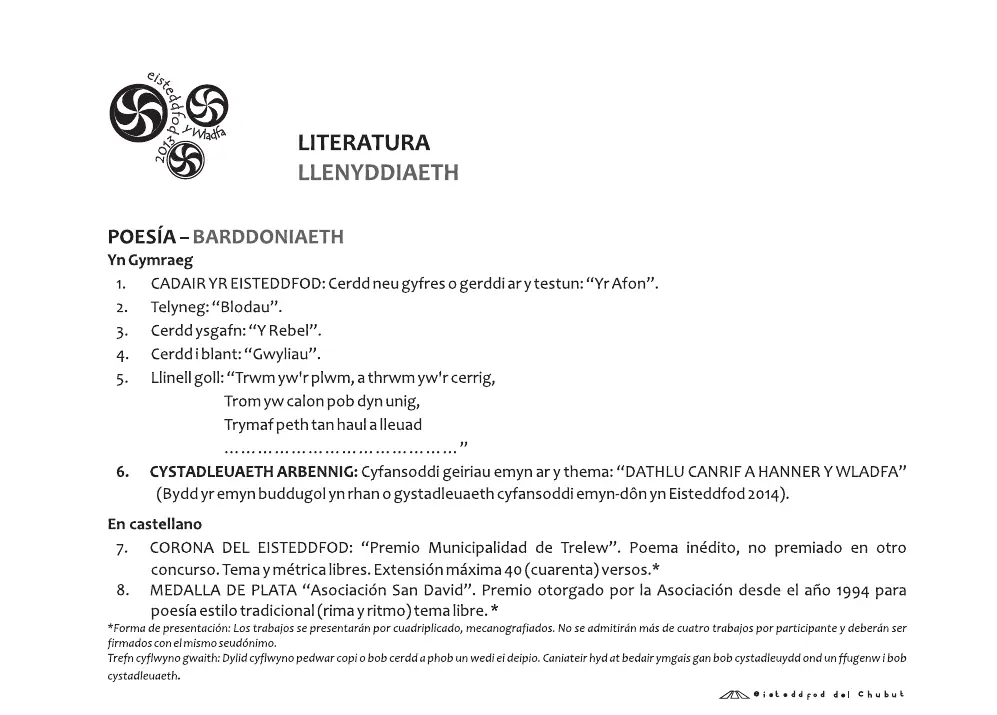 eisteddfod
y Wladfa
2013
LITERATURA
LLENYDDIAETH
POESÍA – BARDDONIAETH
Yn Gymraeg
1. CADAIR YR EISTEDDFOD: Cerdd neu gyfres o gerddi ar y testun: “Yr Afon”.
2. Telyneg: “Blodau”.
3. Cerdd ysgafn: “Y Rebel”.
4. Cerdd i blant: “Gwyliau”.
5. Llinell goll: “Trwm yw'r plwm, a thrwm yw'r cerrig,
Trom yw calon pob dyn unig,
Trymaf peth tan haul a lleuad
……………………………………”
6. CYSTADLEUAETH ARBENNIG: Cyfansoddi geiriau emyn ar y thema: “DATHLU CANRIF A HANNER Y WLADFA”
(Bydd yr emyn buddugol yn rhan o gystadleuaeth cyfansoddi emyn-dôn yn Eisteddfod 2014).
En castellano
7. CORONA DEL EISTEDDFOD: “Premio Municipalidad de Trelew”. Poema inédito, no premiado en otro
concurso. Tema y métrica libres. Extensión máxima 40 (cuarenta) versos.*
8. MEDALLA DE PLATA “Asociación San David”. Premio otorgado por la Asociación desde el año 1994 para
poesía estilo tradicional (rima y ritmo) tema libre. *
*Forma de presentación: Los trabajos se presentarán por cuadriplicado, mecanografiados. No se admitirán más de cuatro trabajos por participante y deberán ser
firmados con el mismo seudónimo.
Trefn cyflwyno gwaith: Dylid cyflwyno pedwar copi o bob cerdd a phob un wedi ei deipio. Caniateir hyd at bedair ymgais gan bob cystadleuydd ond un ffugenw i bob
cystadleuaeth.
eisteddfod del Chubut